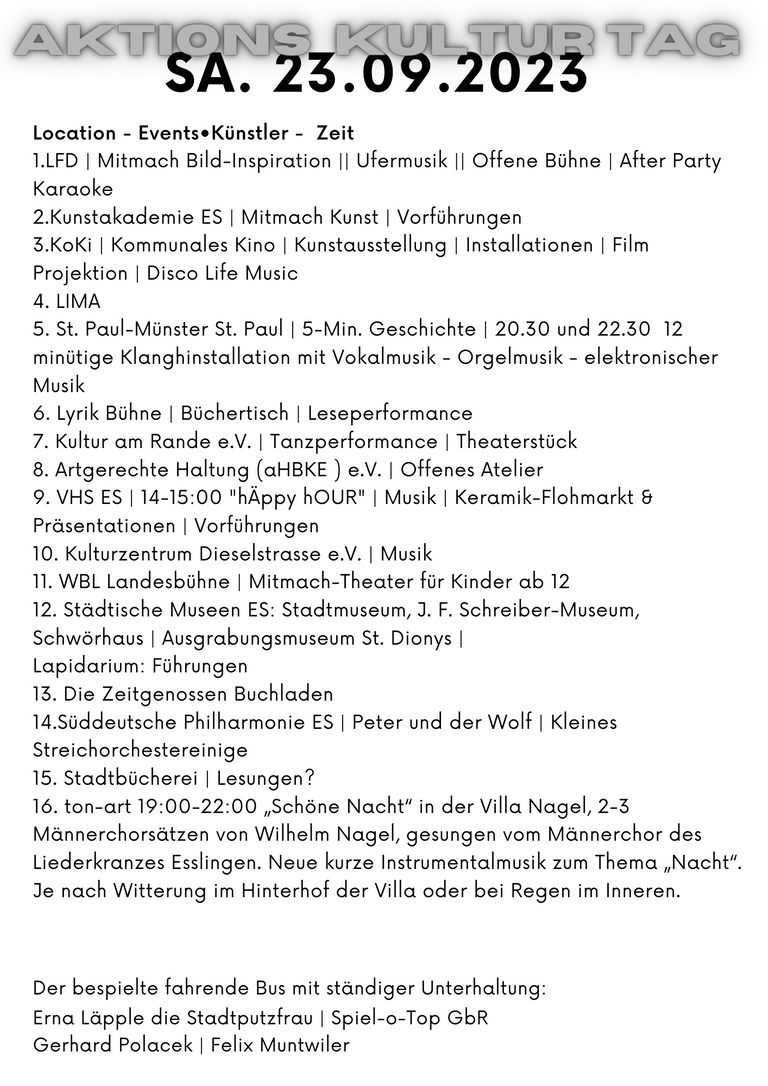 AKTIONS KULTUR TAG
SA. 23.09.2023
Location - Events•Künstler -  Zeit
1.LFD | Mitmach Bild-Inspiration || Ufermusik || Offene Bühne | After Party
Karaoke
2.Kunstakademie ES | Mitmach Kunst | Vorführungen
3.KoKi | Kommunales Kino | Kunstausstellung | Installationen | Film
Projektion | Disco Life Music
4. LIMA
5. St. Paul-Münster St. Paul | 5-Min. Geschichte | 20.30 und 22.30  12
minütige Klanghinstallation mit Vokalmusik - Orgelmusik - elektronischer
Musik
6. Lyrik Bühne | Büchertisch | Leseperformance
7. Kultur am Rande e.V. | Tanzperformance | Theaterstück
8. Artgerechte Haltung (aHBKE ) e.V. | Offenes Atelier
9. VHS ES | 14-15:00 "hÄppy hOUR" | Musik | Keramik-Flohmarkt &
Präsentationen | Vorführungen
10. Kulturzentrum Dieselstrasse e.V. | Musik
11. WBL Landesbühne | Mitmach-Theater für Kinder ab 12
12. Städtische Museen ES: Stadtmuseum, J. F. Schreiber-Museum,
Schwörhaus | Ausgrabungsmuseum St. Dionys |
Lapidarium: Führungen
13. Die Zeitgenossen Buchladen
14.Süddeutsche Philharmonie ES | Peter und der Wolf | Kleines
Streichorchestereinige
15. Stadtbücherei | Lesungen?
16. ton-art 19:00-22:00 „Schöne Nacht“ in der Villa Nagel, 2-3
Männerchorsätzen von Wilhelm Nagel, gesungen vom Männerchor des
Liederkranzes Esslingen. Neue kurze Instrumentalmusik zum Thema „Nacht“.
Je nach Witterung im Hinterhof der Villa oder bei Regen im Inneren.
Der bespielte fahrende Bus mit ständiger Unterhaltung:
Erna Läpple die Stadtputzfrau | Spiel-o-Top GbR
Gerhard Polacek | Felix Muntwiler